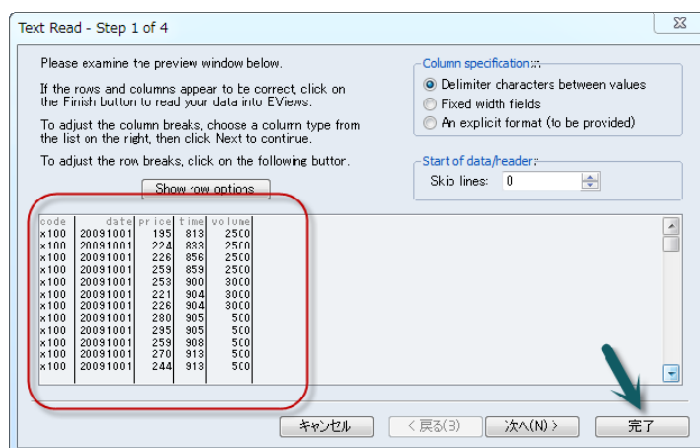 Text Read - Step 1 of 4
Please examine the preview window below.
If the rows and columns appear to be correct, click on
the Finish button to read your data into EViews.
To adjust the column breaks, choose a column type from
the list on the right, then click Next to continue.
To adjust the row breaks, click on the following button.
Show row options
Column specification:
Delimiter characters between values
Fixed width fields
An explicit format (to be provided)
Start of data/header:
Skip lines: 0
code date price time volume
x100 20091001 195 813 2500
x100 20091001 224 833 2500
x100 20091001 226 856 2500
x100 20091001 259 859 2500
x100 20091001 253 900 3000
x100 20091001 221 904 3000
x100 20091001 226 904 3000
x100 20091001 280 905 500
x100 20091001 295 905 500
x100 20091001 259 908 500
x100 20091001 270 913 500
x100 20091001 244 913 500
キャンセル < 戻る(B) 次へ(N) > 完了